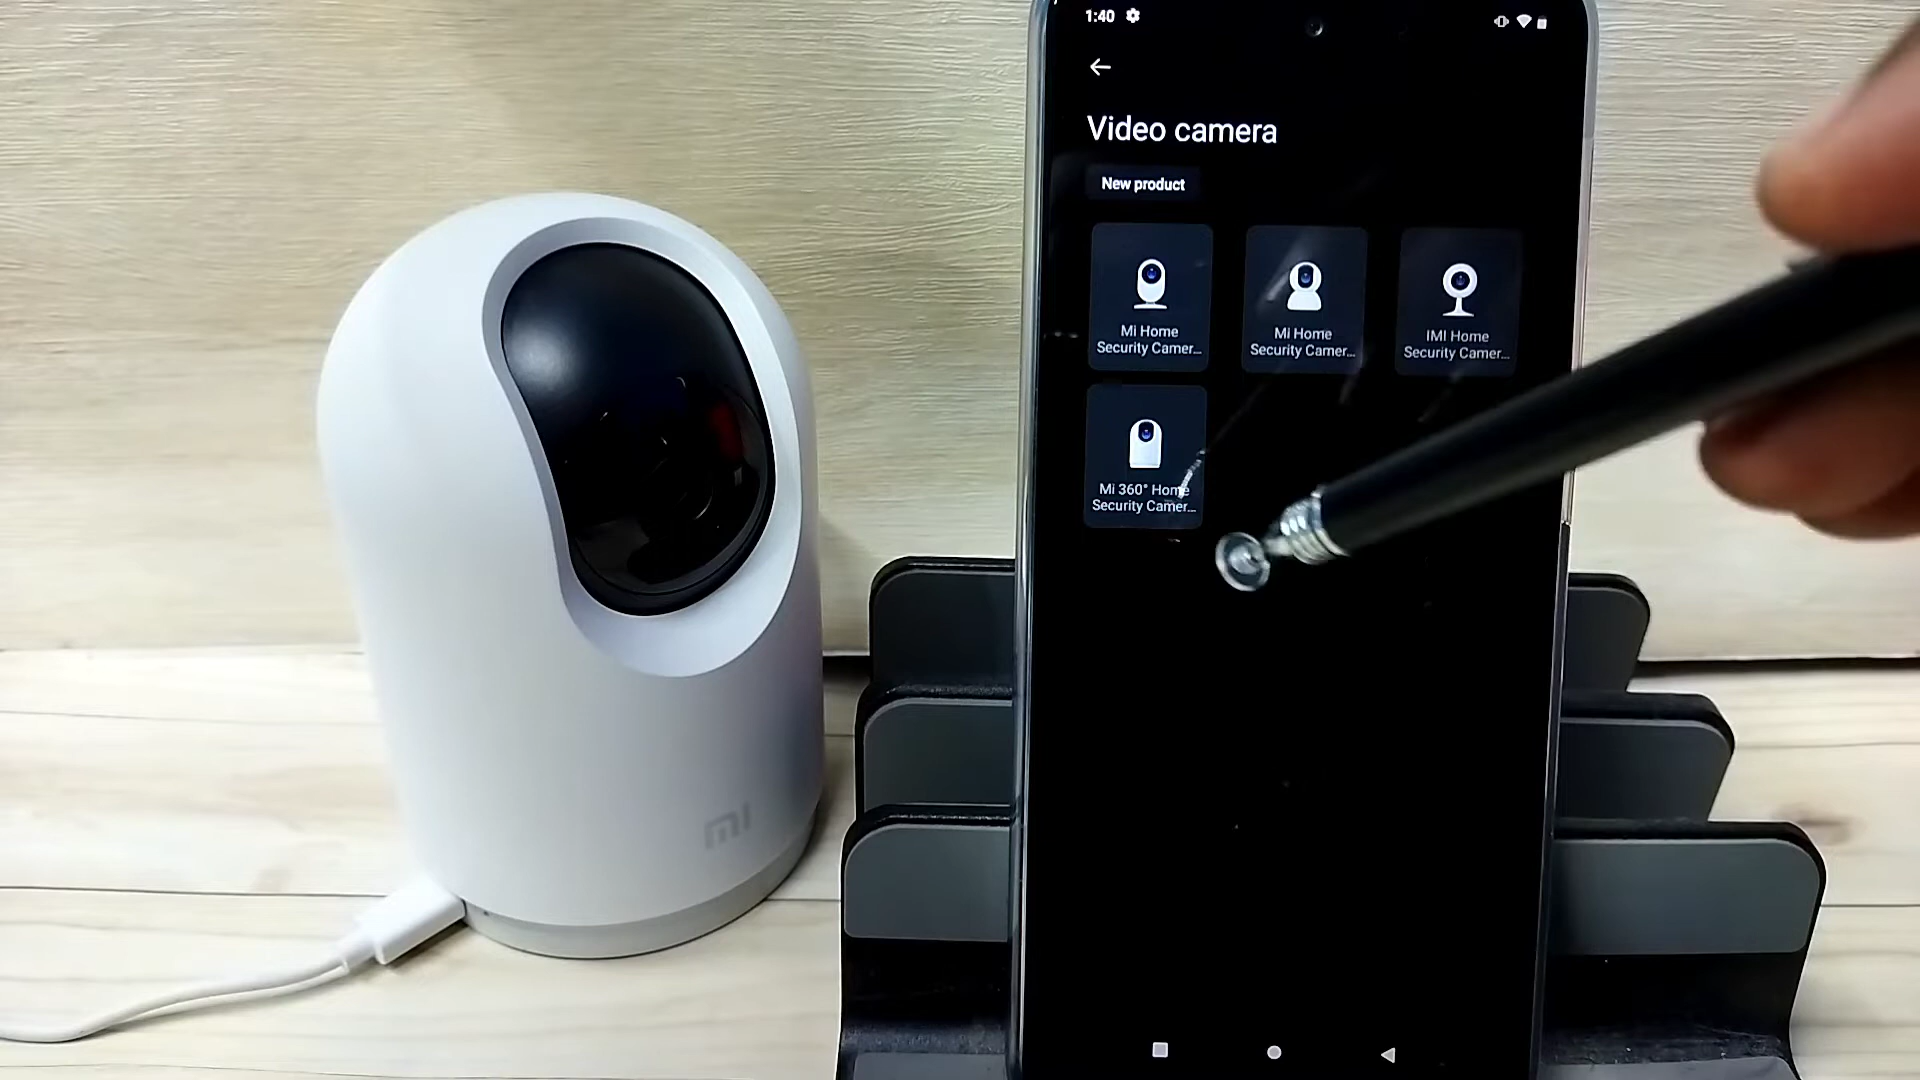 1:40
Video camera
New product
Mi Home
Security Camer...
Mi Home
Security Camer...
IMI Home
Security Camer...
Mi 360° Home
Security Camer...
mi